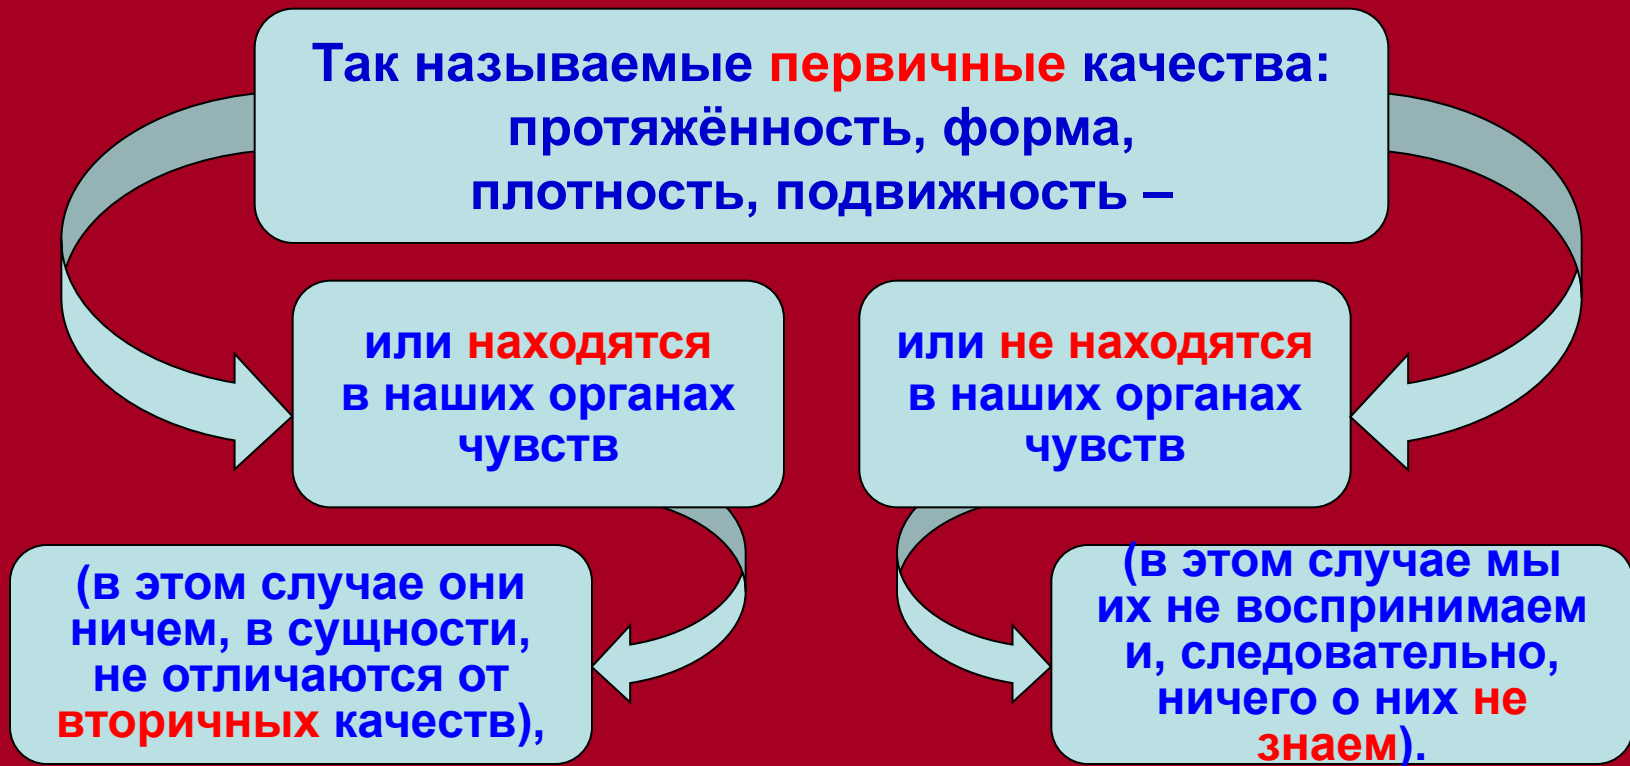 Так называемые первичные качества:
протяжённость, форма,
плотность, подвижность –
или находятся
в наших органах
чувств
или не находятся
в наших органах
чувств
(в этом случае они
ничем, в сущности,
не отличаются от
вторичных качеств),
(в этом случае мы
их не воспринимаем
и, следовательно,
ничего о них не
знаем).